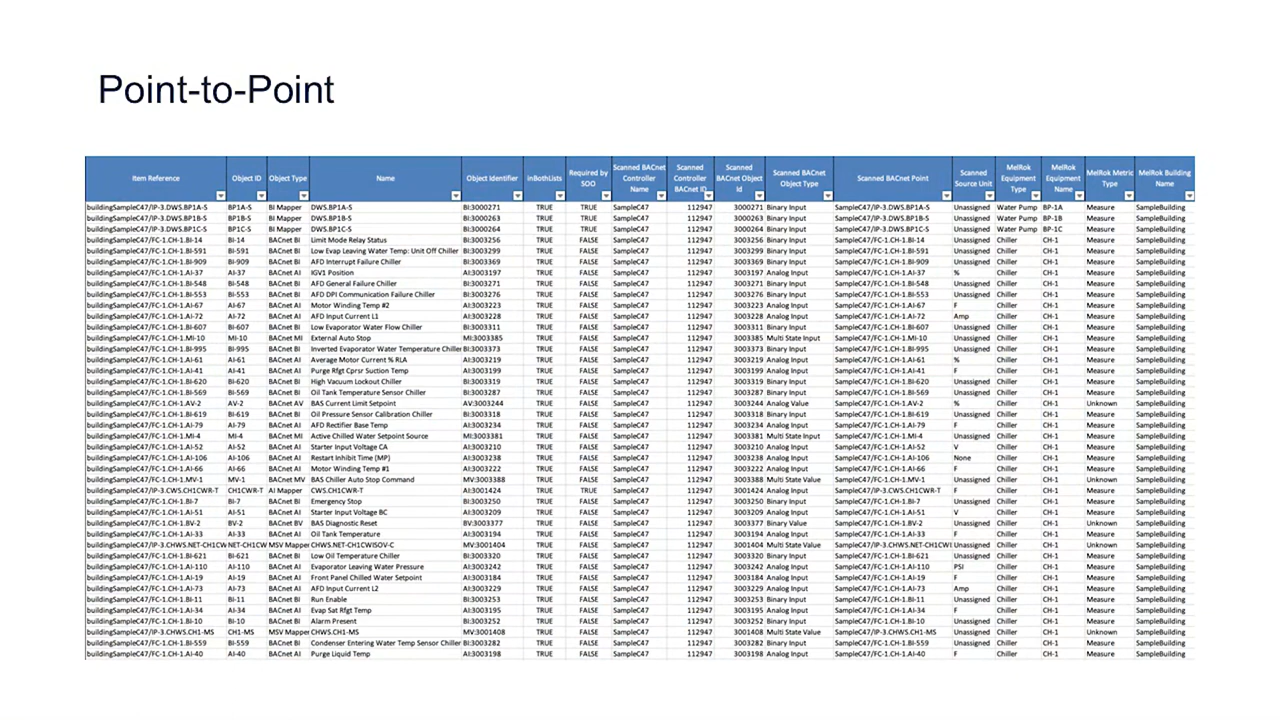 Point-to-Point
Item Reference Object ID Object Type Name Object Identifier inBothLists Required by SOO Scanned BACnet Controller Name Scanned Controller BACnet ID Scanned BACnet Object Id Scanned BACnet Object Type Scanned BACnet Point Scanned Source Unit MelRok Equipment Type MelRok Equipment Name MelRok Metric Type MelRok Building Name
buildingSampleC47/IP-3.DWS.BP1A-S BP1A-S BI Mapper DWS.BP1A-S BI:3000271 TRUE TRUE SampleC47 112947 3000271 Binary Input SampleC47/IP-3.DWS.BP1A-S Unassigned Water Pump BP-1A Measure SampleBuilding
buildingSampleC47/IP-3.DWS.BP1B-S BP1B-S BI Mapper DWS.BP1B-S BI:3000263 TRUE TRUE SampleC47 112947 3000263 Binary Input SampleC47/IP-3.DWS.BP1B-S Unassigned Water Pump BP-1B Measure SampleBuilding
buildingSampleC47/IP-3.DWS.BP1C-S BP1C-S BI Mapper DWS.BP1C-S BI:3000264 TRUE TRUE SampleC47 112947 3000264 Binary Input SampleC47/IP-3.DWS.BP1C-S Unassigned Water Pump BP-1C Measure SampleBuilding
buildingSampleC47/FC-1.CH-1.BI-14 BI-14 BACnet BI Limit Mode Relay Status BI:3003256 TRUE FALSE SampleC47 112947 3003256 Binary Input SampleC47/FC-1.CH-1.BI-14 Unassigned Chiller CH-1 Measure SampleBuilding
buildingSampleC47/FC-1.CH-1.BI-591 BI-591 BACnet BI Low Evap Leaving Water Temp: Unit Off Chiller BI:3003299 TRUE FALSE SampleC47 112947 3003299 Binary Input SampleC47/FC-1.CH-1.BI-591 Unassigned Chiller CH-1 Measure SampleBuilding
buildingSampleC47/FC-1.CH-1.BI-909 BI-909 BACnet BI AFD Interrupt Failure Chiller BI:3003369 TRUE FALSE SampleC47 112947 3003369 Binary Input SampleC47/FC-1.CH-1.BI-909 Unassigned Chiller CH-1 Measure SampleBuilding
buildingSampleC47/FC-1.CH-1.AI-37 AI-37 BACnet AI IGV1 Position AI:3003197 TRUE FALSE SampleC47 112947 3003197 Analog Input SampleC47/FC-1.CH-1.AI-37 % Chiller CH-1 Measure SampleBuilding
buildingSampleC47/FC-1.CH-1.BI-548 BI-548 BACnet BI AFD General Failure Chiller BI:3003271 TRUE FALSE SampleC47 112947 3003271 Binary Input SampleC47/FC-1.CH-1.BI-548 Unassigned Chiller CH-1 Measure SampleBuilding
buildingSampleC47/FC-1.CH-1.BI-553 BI-553 BACnet BI AFD DPI Communication Failure Chiller BI:3003276 TRUE FALSE SampleC47 112947 3003276 Binary Input SampleC47/FC-1.CH-1.BI-553 Unassigned Chiller CH-1 Measure SampleBuilding
buildingSampleC47/FC-1.CH-1.AI-67 AI-67 BACnet AI Motor Winding Temp #2 AI:3003223 TRUE FALSE SampleC47 112947 3003223 Analog Input SampleC47/FC-1.CH-1.AI-67 F Chiller CH-1 Measure SampleBuilding
buildingSampleC47/FC-1.CH-1.AI-72 AI-72 BACnet AI AFD Input Current L1 AI:3003228 TRUE FALSE SampleC47 112947 3003228 Analog Input SampleC47/FC-1.CH-1.AI-72 Amp Chiller CH-1 Measure SampleBuilding
buildingSampleC47/FC-1.CH-1.BI-607 BI-607 BACnet BI Low Evaporator Water Flow Chiller BI:3003311 TRUE FALSE SampleC47 112947 3003311 Binary Input SampleC47/FC-1.CH-1.BI-607 Unassigned Chiller CH-1 Measure SampleBuilding
buildingSampleC47/FC-1.CH-1.MI-10 MI-10 BACnet MI External Auto Stop MI:3003385 TRUE FALSE SampleC47 112947 3003385 Multi State Input SampleC47/FC-1.CH-1.MI-10 Unassigned Chiller CH-1 Measure SampleBuilding
buildingSampleC47/FC-1.CH-1.BI-995 BI-995 BACnet BI Inverted Evaporator Water Temperature Chiller BI:3003373 TRUE FALSE SampleC47 112947 3003373 Binary Input SampleC47/FC-1.CH-1.BI-995 Unassigned Chiller CH-1 Measure SampleBuilding
buildingSampleC47/FC-1.CH-1.AI-61 AI-61 BACnet AI Average Motor Current % RLA AI:3003219 TRUE FALSE SampleC47 112947 3003219 Analog Input SampleC47/FC-1.CH-1.AI-61 % Chiller CH-1 Measure SampleBuilding
buildingSampleC47/FC-1.CH-1.AI-41 AI-41 BACnet AI Purge Rfgt Cprsr Suction Temp AI:3003199 TRUE FALSE SampleC47 112947 3003199 Analog Input SampleC47/FC-1.CH-1.AI-41 F Chiller CH-1 Measure SampleBuilding
buildingSampleC47/FC-1.CH-1.BI-620 BI-620 BACnet BI High Vacuum Lockout Chiller BI:3003319 TRUE FALSE SampleC47 112947 3003319 Binary Input SampleC47/FC-1.CH-1.BI-620 Unassigned Chiller CH-1 Measure SampleBuilding
buildingSampleC47/FC-1.CH-1.BI-569 BI-569 BACnet BI Oil Tank Temperature Sensor Chiller BI:3003287 TRUE FALSE SampleC47 112947 3003287 Binary Input SampleC47/FC-1.CH-1.BI-569 Unassigned Chiller CH-1 Measure SampleBuilding
buildingSampleC47/FC-1.CH-1.AV-2 AV-2 BACnet AV BAS Current Limit Setpoint AV:3003244 TRUE FALSE SampleC47 112947 3003244 Analog Value SampleC47/FC-1.CH-1.AV-2 % Chiller CH-1 Unknown SampleBuilding
buildingSampleC47/FC-1.CH-1.BI-619 BI-619 BACnet BI Oil Pressure Sensor Calibration Chiller BI:3003318 TRUE FALSE SampleC47 112947 3003318 Binary Input SampleC47/FC-1.CH-1.BI-619 Unassigned Chiller CH-1 Measure SampleBuilding
buildingSampleC47/FC-1.CH-1.AI-79 AI-79 BACnet AI AFD Rectifier Base Temp AI:3003234 TRUE FALSE SampleC47 112947 3003234 Analog Input SampleC47/FC-1.CH-1.AI-79 F Chiller CH-1 Measure SampleBuilding
buildingSampleC47/FC-1.CH-1.MI-4 MI-4 BACnet MI Active Chilled Water Setpoint Source MI:3003381 TRUE FALSE SampleC47 112947 3003381 Multi State Input SampleC47/FC-1.CH-1.MI-4 Unassigned Chiller CH-1 Measure SampleBuilding
buildingSampleC47/FC-1.CH-1.AI-52 AI-52 BACnet AI Starter Input Voltage CA AI:3003210 TRUE FALSE SampleC47 112947 3003210 Analog Input SampleC47/FC-1.CH-1.AI-52 V Chiller CH-1 Measure SampleBuilding
buildingSampleC47/FC-1.CH-1.AI-106 AI-106 BACnet AI Restart Inhibit Time (MP) AI:3003238 TRUE FALSE SampleC47 112947 3003238 Analog Input SampleC47/FC-1.CH-1.AI-106 None Chiller CH-1 Measure SampleBuilding
buildingSampleC47/FC-1.CH-1.AI-66 AI-66 BACnet AI Motor Winding Temp #1 AI:3003222 TRUE FALSE SampleC47 112947 3003222 Analog Input SampleC47/FC-1.CH-1.AI-66 F Chiller CH-1 Measure SampleBuilding
buildingSampleC47/FC-1.CH-1.MV-1 MV-1 BACnet MV BAS Chiller Auto Stop Command MV:3003388 TRUE FALSE SampleC47 112947 3003388 Multi State Value SampleC47/FC-1.CH-1.MV-1 Unassigned Chiller CH-1 Unknown SampleBuilding
buildingSampleC47/IP-3.CWS.CH1CWR-T CH1CWR-T AI Mapper CWS.CH1CWR-T AI:3001424 TRUE TRUE SampleC47 112947 3001424 Analog Input SampleC47/IP-3.CWS.CH1CWR-T F Chiller CH-1 Measure SampleBuilding
buildingSampleC47/FC-1.CH-1.BI-7 BI-7 BACnet BI Emergency Stop BI:3003250 TRUE FALSE SampleC47 112947 3003250 Binary Input SampleC47/FC-1.CH-1.BI-7 Unassigned Chiller CH-1 Measure SampleBuilding
buildingSampleC47/FC-1.CH-1.AI-51 AI-51 BACnet AI Starter Input Voltage BC AI:3003209 TRUE FALSE SampleC47 112947 3003209 Analog Input SampleC47/FC-1.CH-1.AI-51 V Chiller CH-1 Measure SampleBuilding
buildingSampleC47/FC-1.CH-1.BV-2 BV-2 BACnet BV BAS Diagnostic Reset BV:3003377 TRUE FALSE SampleC47 112947 3003377 Binary Value SampleC47/FC-1.CH-1.BV-2 Unassigned Chiller CH-1 Unknown SampleBuilding
buildingSampleC47/FC-1.CH-1.AI-33 AI-33 BACnet AI Oil Tank Temperature AI:3003194 TRUE FALSE SampleC47 112947 3003194 Analog Input SampleC47/FC-1.CH-1.AI-33 F Chiller CH-1 Measure SampleBuilding
buildingSampleC47/IP-3.CHWS.NET-CH1CW NET-CH1CW MSV Mapper CHWS.NET-CH1CWISOV-C MV:3001404 TRUE FALSE SampleC47 112947 3001404 Multi State Value SampleC47/IP-3.CHWS.NET-CH1CWI Unassigned Chiller CH-1 Unknown SampleBuilding
buildingSampleC47/FC-1.CH-1.BI-621 BI-621 BACnet BI Low Oil Temperature Chiller BI:3003320 TRUE FALSE SampleC47 112947 3003320 Binary Input SampleC47/FC-1.CH-1.BI-621 Unassigned Chiller CH-1 Measure SampleBuilding
buildingSampleC47/FC-1.CH-1.AI-110 AI-110 BACnet AI Evaporator Leaving Water Pressure AI:3003242 TRUE FALSE SampleC47 112947 3003242 Analog Input SampleC47/FC-1.CH-1.AI-110 PSI Chiller CH-1 Measure SampleBuilding
buildingSampleC47/FC-1.CH-1.AI-19 AI-19 BACnet AI Front Panel Chilled Water Setpoint AI:3003184 TRUE FALSE SampleC47 112947 3003184 Analog Input SampleC47/FC-1.CH-1.AI-19 F Chiller CH-1 Measure SampleBuilding
buildingSampleC47/FC-1.CH-1.AI-73 AI-73 BACnet AI AFD Input Current L2 AI:3003229 TRUE FALSE SampleC47 112947 3003229 Analog Input SampleC47/FC-1.CH-1.AI-73 Amp Chiller CH-1 Measure SampleBuilding
buildingSampleC47/FC-1.CH-1.BI-11 BI-11 BACnet BI Run Enable BI:3003253 TRUE FALSE SampleC47 112947 3003253 Binary Input SampleC47/FC-1.CH-1.BI-11 Unassigned Chiller CH-1 Measure SampleBuilding
buildingSampleC47/FC-1.CH-1.AI-34 AI-34 BACnet AI Evap Sat Rfgt Temp AI:3003195 TRUE FALSE SampleC47 112947 3003195 Analog Input SampleC47/FC-1.CH-1.AI-34 F Chiller CH-1 Measure SampleBuilding
buildingSampleC47/FC-1.CH-1.BI-10 BI-10 BACnet BI Alarm Present BI:3003252 TRUE FALSE SampleC47 112947 3003252 Binary Input SampleC47/FC-1.CH-1.BI-10 Unassigned Chiller CH-1 Measure SampleBuilding
buildingSampleC47/IP-3.CHWS.CH1-MS CH1-MS MSV Mapper CHWS.CH1-MS MV:3001408 TRUE FALSE SampleC47 112947 3001408 Multi State Value SampleC47/IP-3.CHWS.CH1-MS Unassigned Chiller CH-1 Unknown SampleBuilding
buildingSampleC47/FC-1.CH-1.BI-559 BI-559 BACnet BI Condenser Entering Water Temp Sensor Chiller BI:3003282 TRUE FALSE SampleC47 112947 3003282 Binary Input SampleC47/FC-1.CH-1.BI-559 Unassigned Chiller CH-1 Measure SampleBuilding
buildingSampleC47/FC-1.CH-1.AI-40 AI-40 BACnet AI Purge Liquid Temp AI:3003198 TRUE FALSE SampleC47 112947 3003198 Analog Input SampleC47/FC-1.CH-1.AI-40 F Chiller CH-1 Measure SampleBuilding